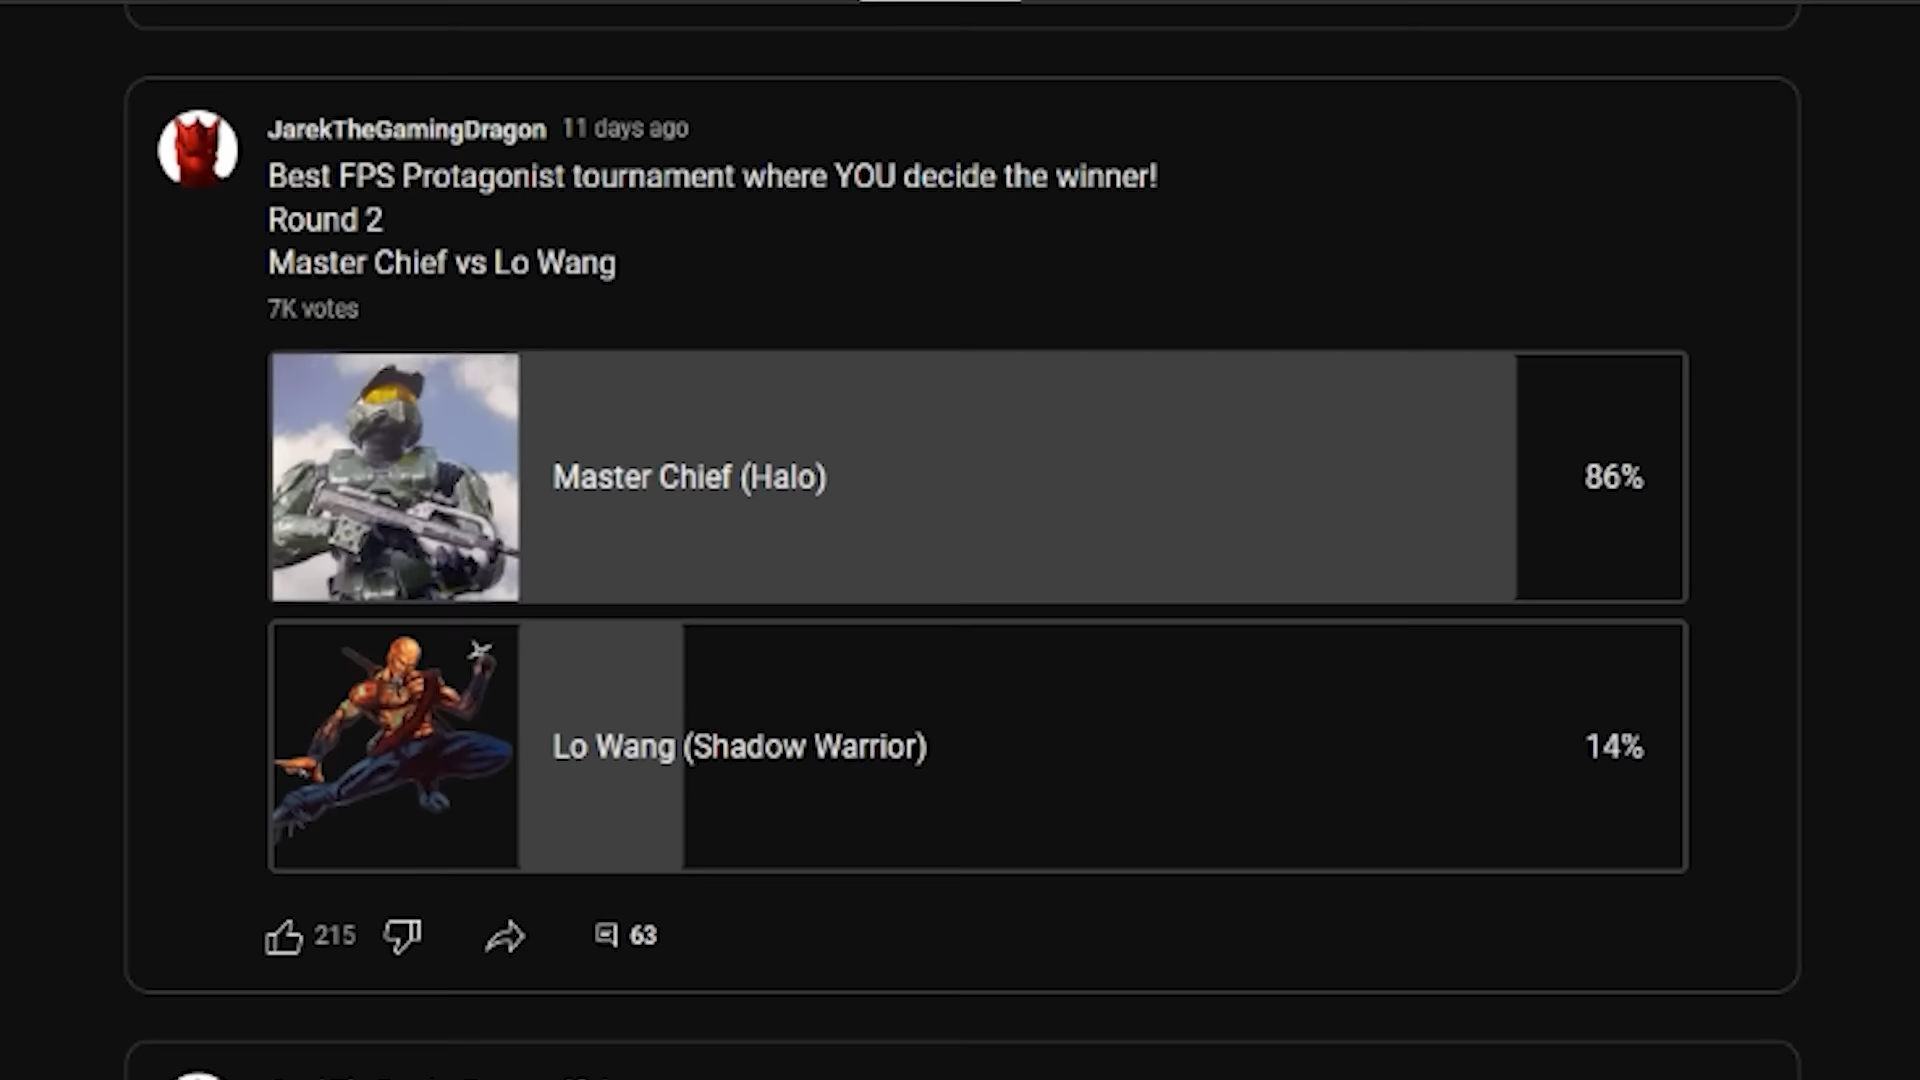 JarekTheGamingDragon 11 days ago
Best FPS Protagonist tournament where YOU decide the winner!
Round 2
Master Chief vs Lo Wang
7K votes
Master Chief (Halo) 86%
Lo Wang (Shadow Warrior) 14%
215 63